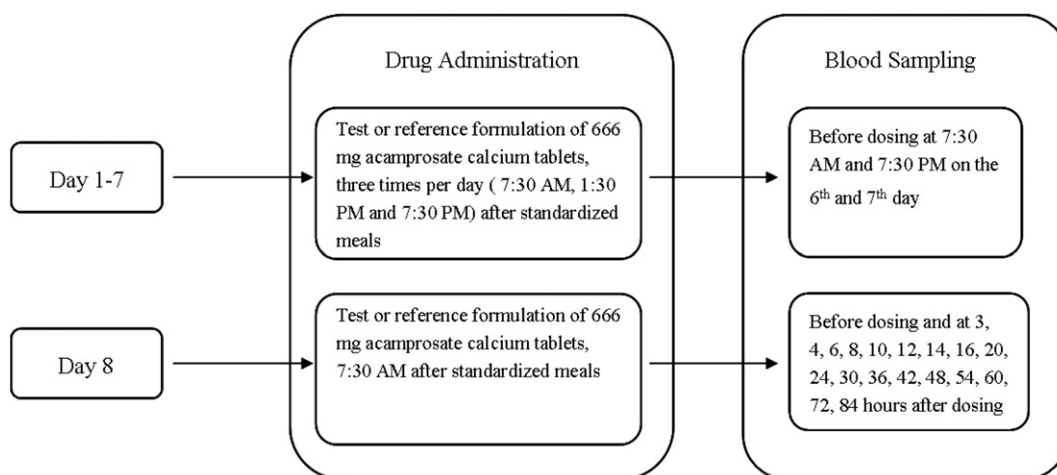 Drug Administration
Blood Sampling
Day 1-7
Test or reference formulation of 666
mg acamprosate calcium tablets,
three times per day ( 7:30 AM, 1:30
PM and 7:30 PM) after standardized
meals
Before dosing at 7:30
AM and 7:30 PM on the
6th and 7th day
Day 8
Test or reference formulation of 666
mg acamprosate calcium tablets,
7:30 AM after standardized meals
Before dosing and at 3,
4, 6, 8, 10, 12, 14, 16, 20,
24, 30, 36, 42, 48, 54, 60,
72, 84 hours after dosing